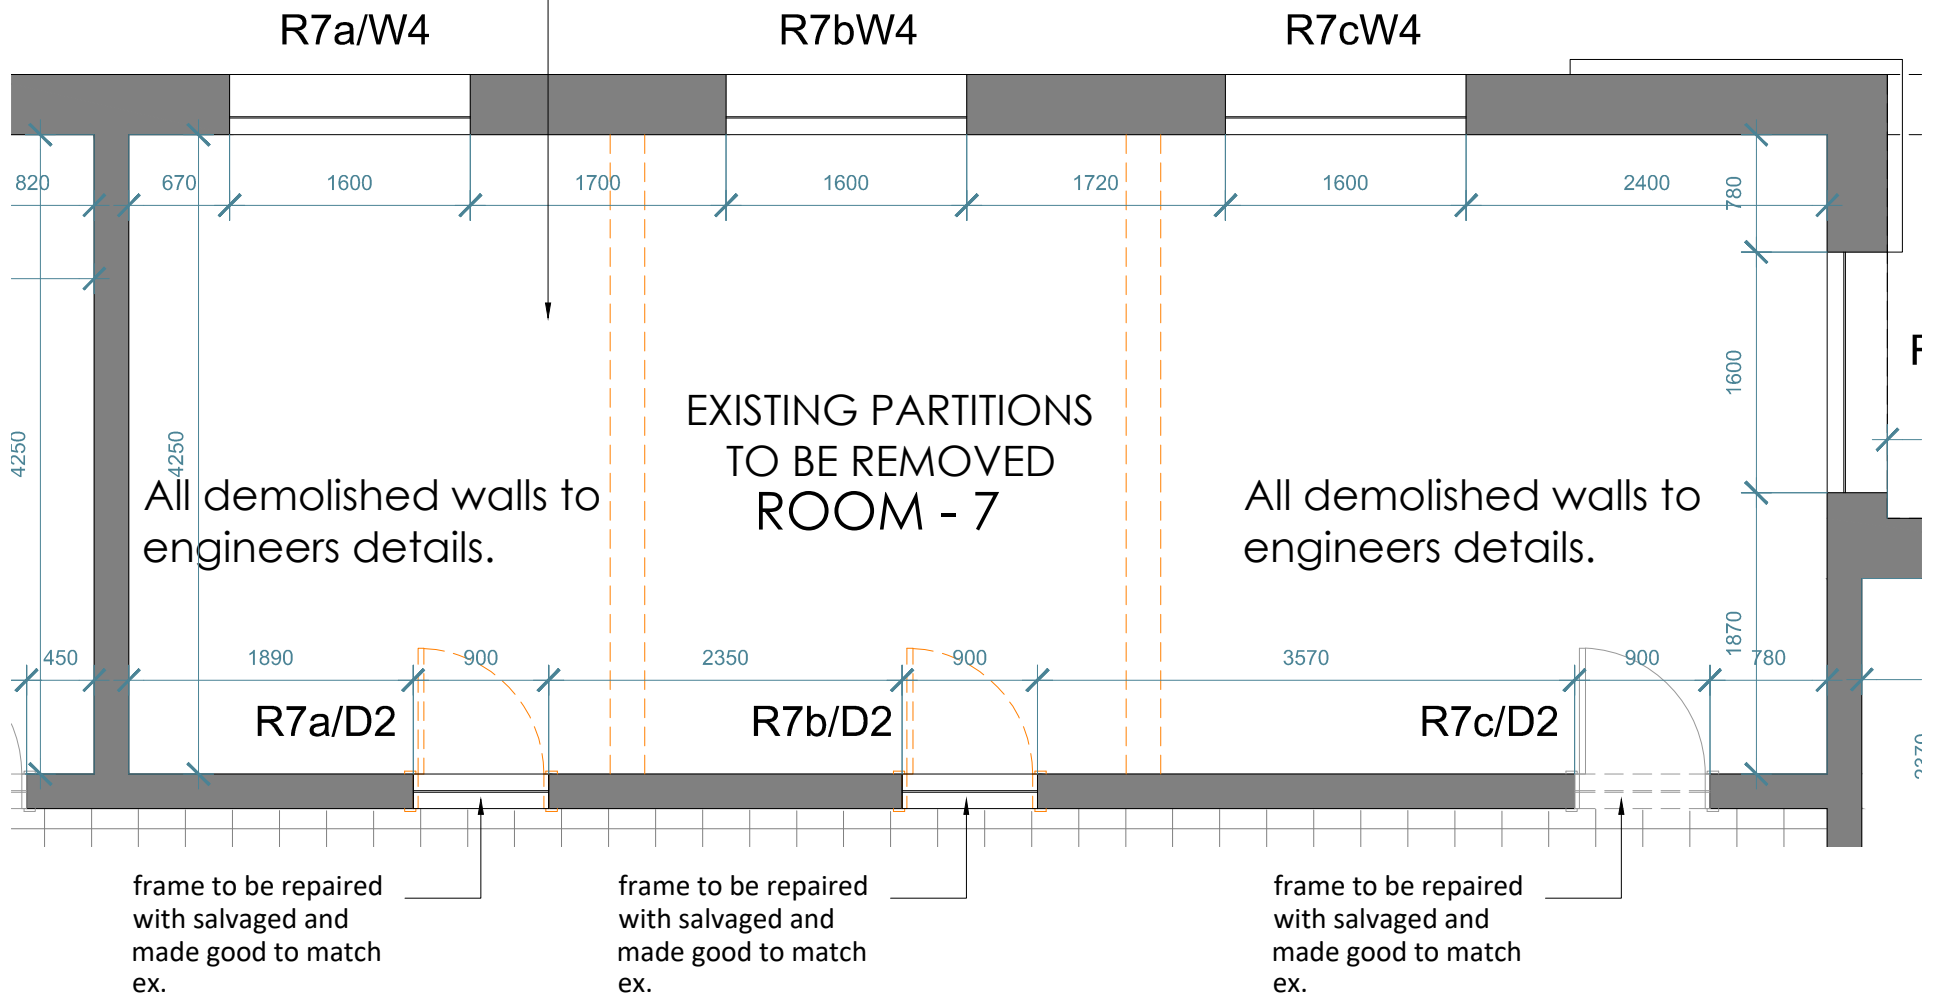 R7a/W4
R7bW4
R7cW4
820
670
1600
1700
1600
1720
1600
2400
780
1600
4250
4250
EXISTING PARTITIONS
TO BE REMOVED
ROOM - 7
All demolished walls to
engineers details.
All demolished walls to
engineers details.
1870
450
1890
900
2350
900
3570
900
780
R7a/D2
R7b/D2
R7c/D2
frame to be repaired
with salvaged and
made good to match
ex.
frame to be repaired
with salvaged and
made good to match
ex.
frame to be repaired
with salvaged and
made good to match
ex.